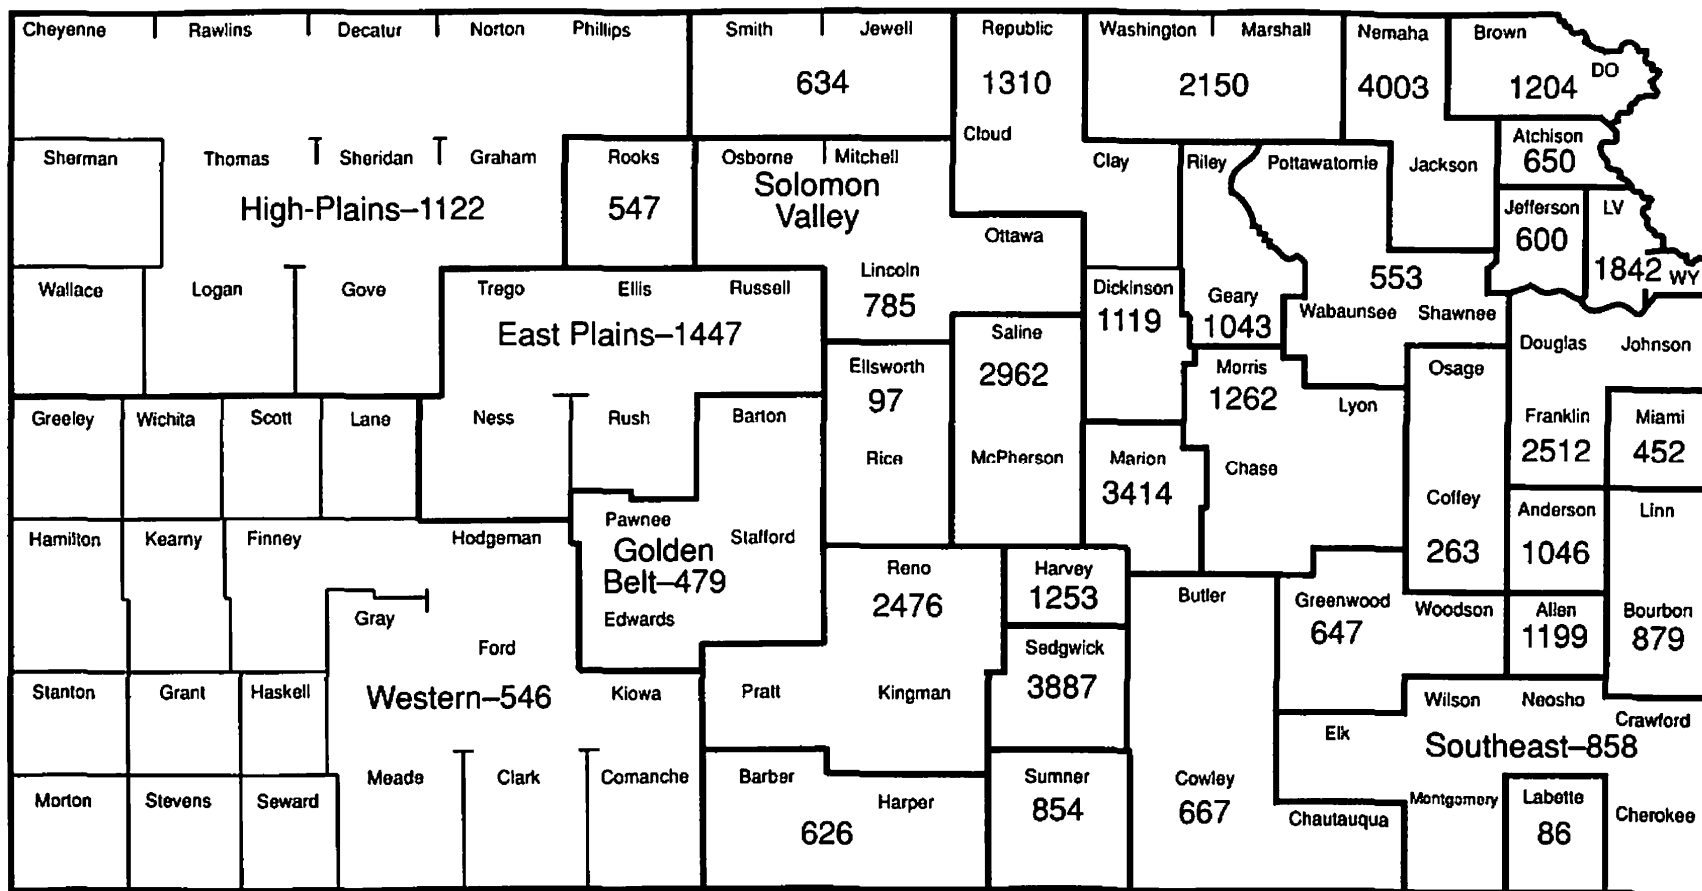 Cheyenne Rawlins Decatur Norton Phillips Smith Jewell Republic Washington Marshall Nemaha Brown
634 1310 2150 4003 1204 DO
Cloud
Sherman Thomas Sheridan Graham Rooks Osborne Mitchell Clay Riley Pottawatomie Jackson Atchison
650
High-Plains–1122 547 Solomon
Valley
Ottawa Jefferson LV
600
Wallace Logan Gove Trego Ellis Russell Lincoln Dickinson Geary 553 1842 WY
East Plains–1447 785 1119 1043 Wabaunsee Shawnee
Saline
2962
Ellsworth Morris Osage Douglas Johnson
97 1262
Greeley Wichita Scott Lane Ness Rush Barton Lyon Franklin Miami
2512 452
Rice McPherson Marion Chase
3414
Hamilton Kearny Finney Hodgeman Pawnee Stafford Coffey Anderson Linn
Golden 263 1046
Belt–479
Reno Harvey
2476 1253
Gray Edwards Butler Greenwood Woodson Allen Bourbon
647 1199 879
Ford Sedgwick
3887
Stanton Grant Haskell Western–546 Kiowa Pratt Kingman Wilson Neosho Crawford
Elk Southeast–858
Morton Stevens Seward Meade Clark Comanche Barber Harper Sumner Cowley Montgomery Labette Cherokee
626 854 667 Chautauqua 86